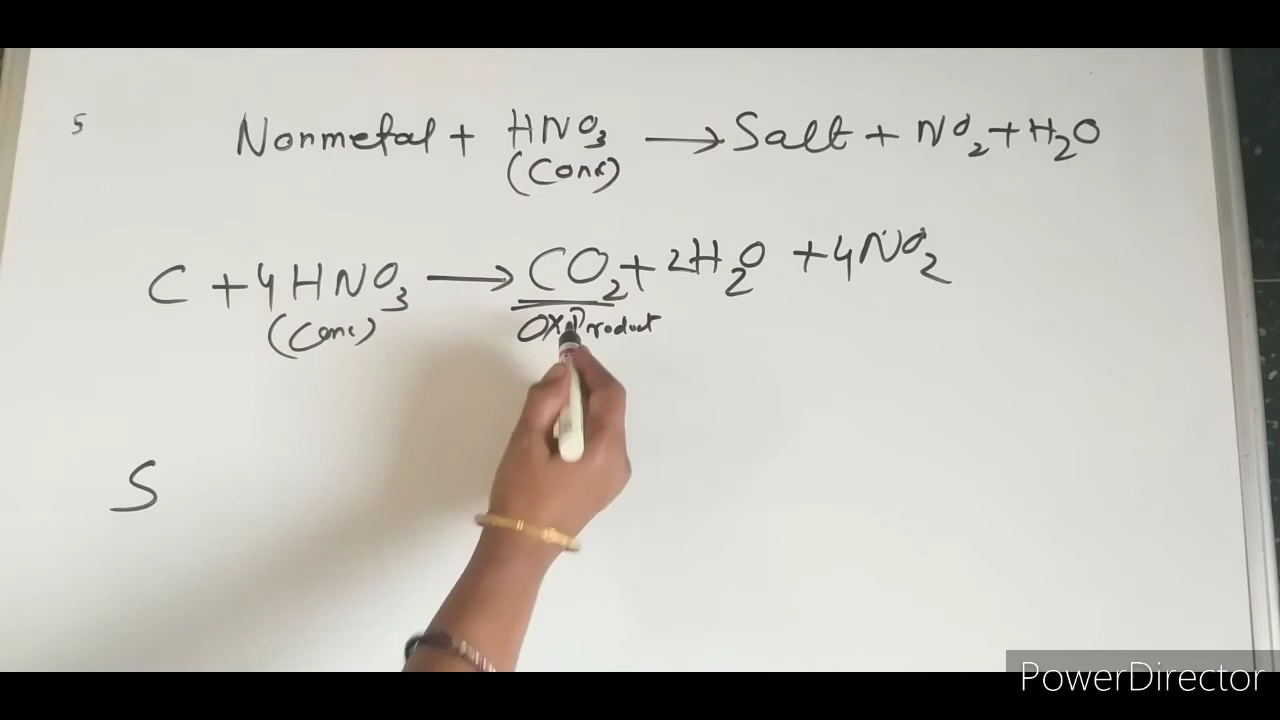 5 Nonmetal + HNO3 → Salt + NO2 + H2O
(Conc)
C + 4HNO3 → CO2 + 2H2O + 4NO2
(Conc) OX.Product
S
PowerDirector